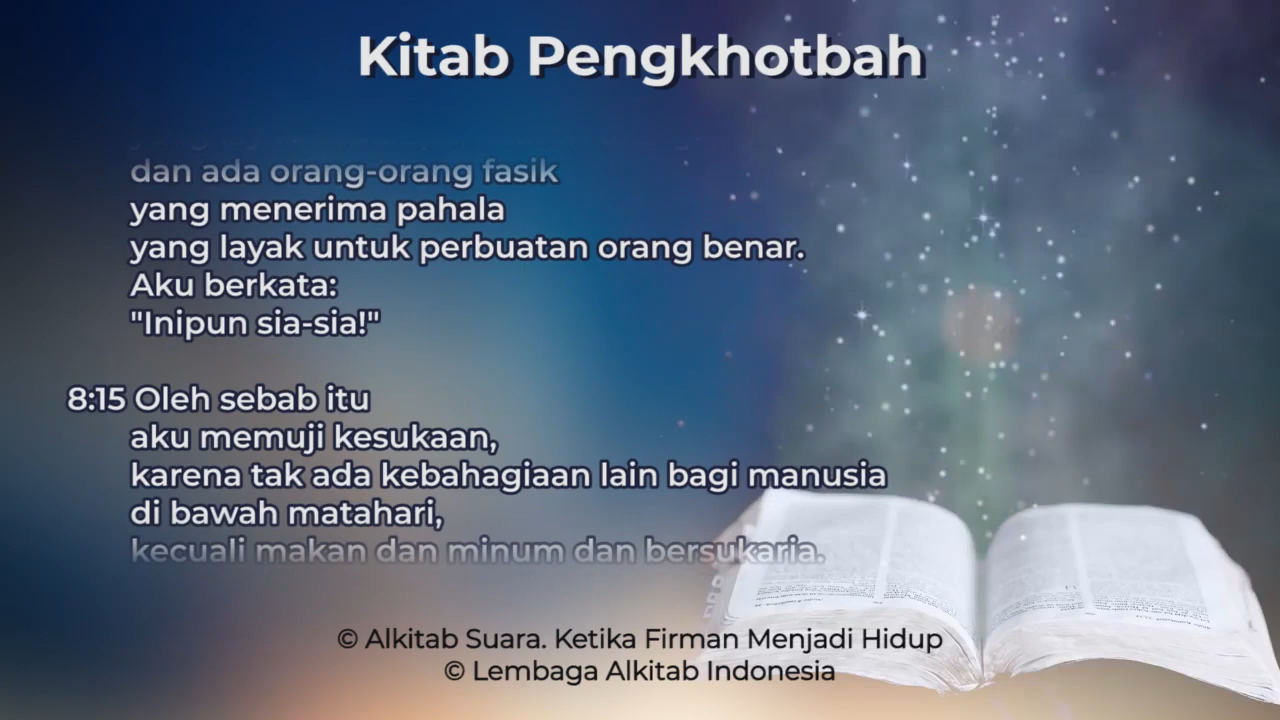 Kitab Pengkhotbah
dan ada orang-orang fasik
yang menerima pahala
yang layak untuk perbuatan orang benar.
Aku berkata:
"Inipun sia-sia!"
8:15 Oleh sebab itu
aku memuji kesukaan,
karena tak ada kebahagiaan lain bagi manusia
di bawah matahari,
kecuali makan dan minum dan bersukaria.
© Alkitab Suara. Ketika Firman Menjadi Hidup
© Lembaga Alkitab Indonesia